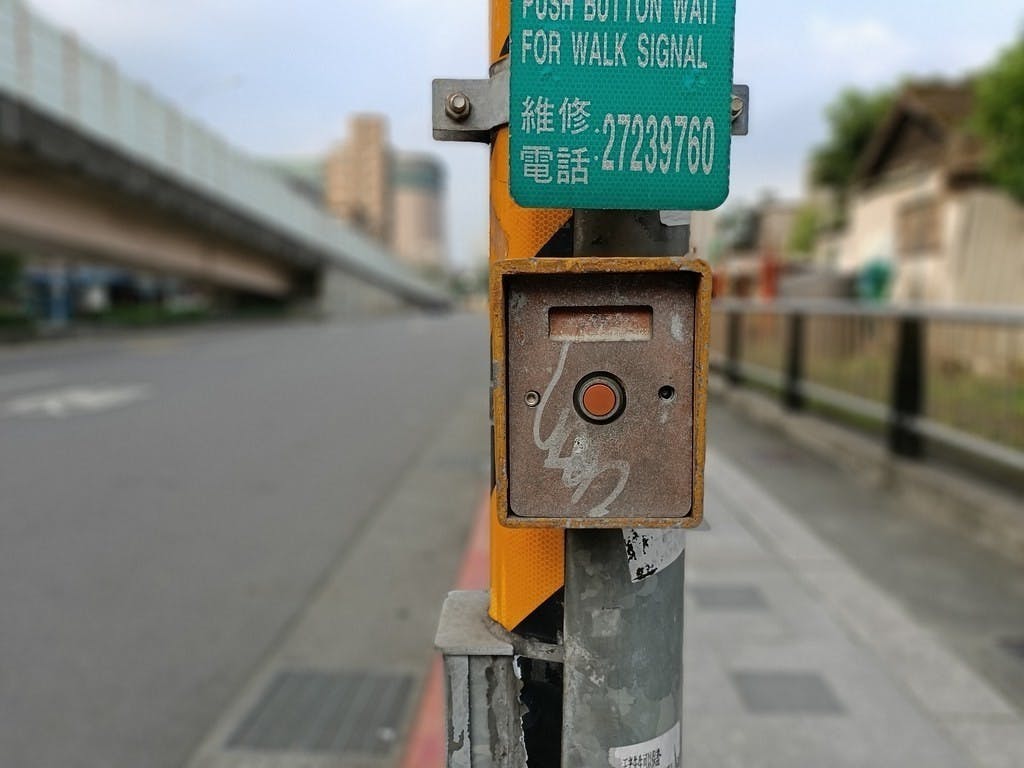 PUSH BUTTON WAIT
FOR WALK SIGNAL
維修
電話:27239760